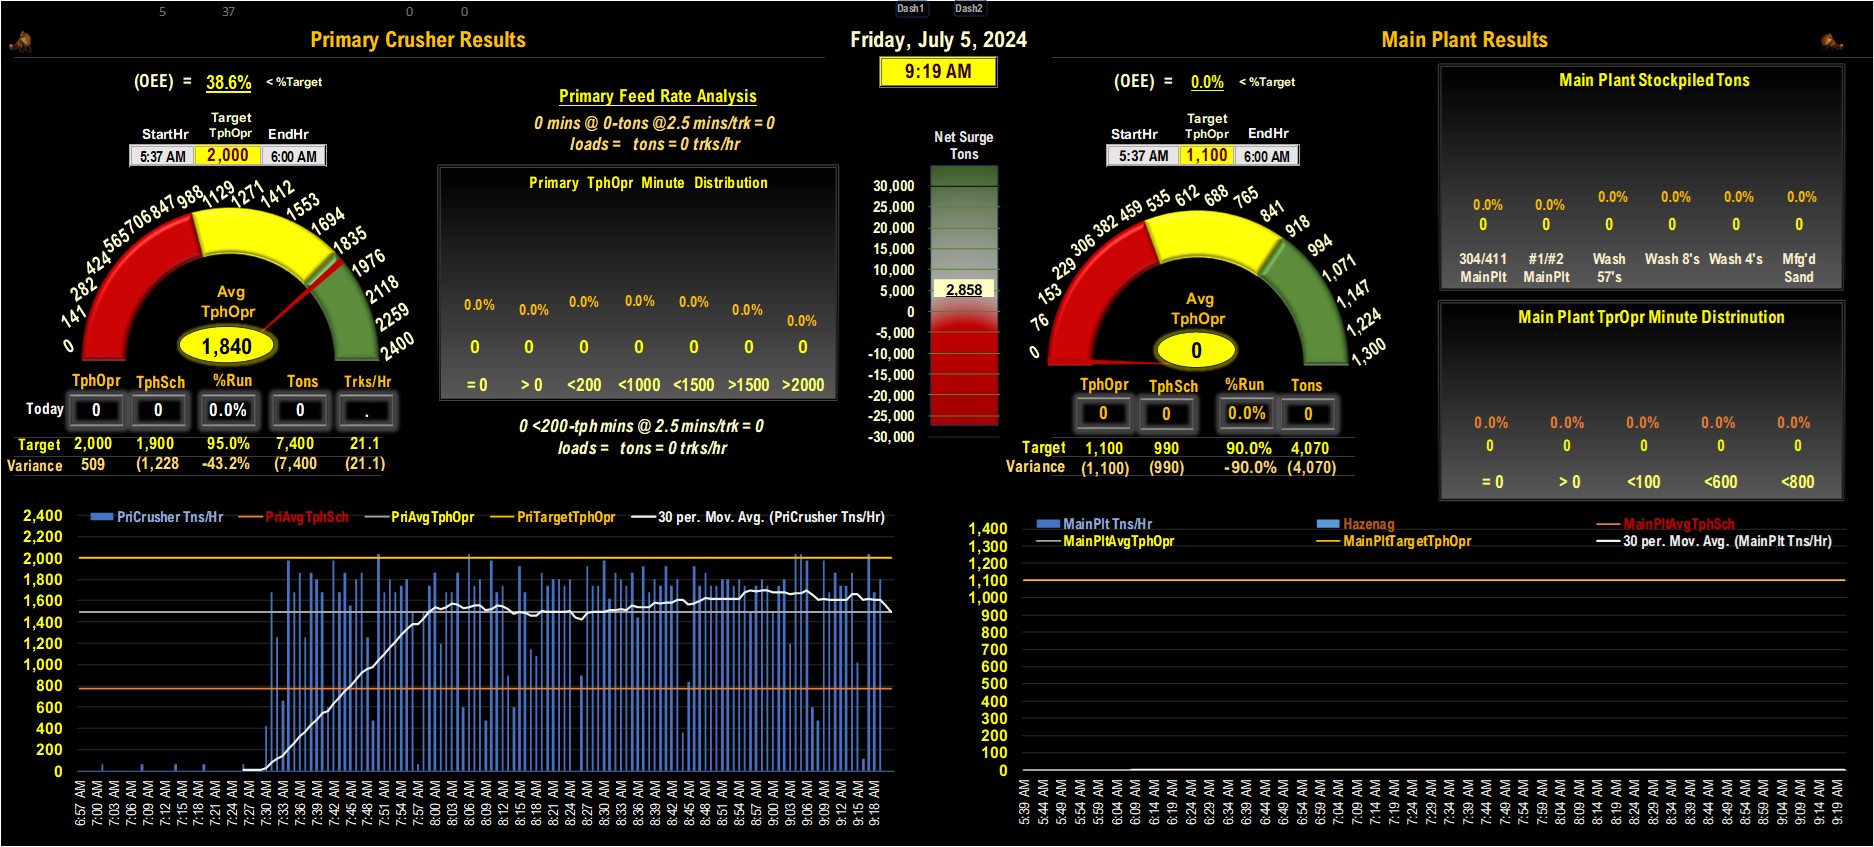 5 37 0 0 Dash1 Dash2
Primary Crusher Results
Friday, July 5, 2024
Main Plant Results
9:19 AM
(OEE) = 38.6% < %Target
StartHr Target TphOpr EndHr
5:37 AM 2,000 6:00 AM
0 141 282 424 565 706 847 988 1129 1271 1412 1553 1694 1835 1976 2118 2259 2400
Avg
TphOpr
1,840
TphOpr TphSch %Run Tons Trks/Hr
Today 0 0 0.0% 0 .
Target 2,000 1,900 95.0% 7,400 21.1
Variance 509 (1,228 -43.2% (7,400 (21.1)
Primary Feed Rate Analysis
0 mins @ 0-tons @2.5 mins/trk = 0
loads = tons = 0 trks/hr
Primary TphOpr Minute Distribution
0.0% 0.0% 0.0% 0.0% 0.0% 0.0% 0.0%
0 0 0 0 0 0 0
= 0 > 0 <200 <1000 <1500 >1500 >2000
0 <200-tph mins @ 2.5 mins/trk = 0
loads = tons = 0 trks/hr
Net Surge
Tons
30,000
25,000
20,000
15,000
10,000
5,000
2,858
0
-5,000
-10,000
-15,000
-20,000
-25,000
-30,000
(OEE) = 0.0% < %Target
StartHr Target TphOpr EndHr
5:37 AM 1,100 6:00 AM
0 76 153 229 306 382 459 535 612 688 765 841 918 994 1,071 1,147 1,224 1,300
Avg
TphOpr
0
TphOpr TphSch %Run Tons
0 0 0.0% 0
Target 1,100 990 90.0% 4,070
Variance (1,100) (990) -90.0% (4,070)
Main Plant Stockpiled Tons
0.0% 0.0% 0.0% 0.0% 0.0% 0.0%
0 0 0 0 0 0
304/411 #1/#2 Wash Wash 8's Wash 4's Mfg'd
MainPlt MainPlt 57's Sand
Main Plant TprOpr Minute Distrinution
0.0% 0.0% 0.0% 0.0% 0.0%
0 0 0 0 0
= 0 > 0 <100 <600 <800
PriCrusher Tns/Hr PriAvgTphSch PriAvgTphOpr PriTargetTphOpr 30 per. Mov. Avg. (PriCrusher Tns/Hr)
2,400
2,200
2,000
1,800
1,600
1,400
1,200
1,000
800
600
400
200
0
6:57 AM 7:00 AM 7:03 AM 7:06 AM 7:09 AM 7:12 AM 7:15 AM 7:18 AM 7:21 AM 7:24 AM 7:27 AM 7:30 AM 7:33 AM 7:36 AM 7:39 AM 7:42 AM 7:45 AM 7:48 AM 7:51 AM 7:54 AM 7:57 AM 8:00 AM 8:03 AM 8:06 AM 8:09 AM 8:12 AM 8:15 AM 8:18 AM 8:21 AM 8:24 AM 8:27 AM 8:30 AM 8:33 AM 8:36 AM 8:39 AM 8:42 AM 8:45 AM 8:48 AM 8:51 AM 8:54 AM 8:57 AM 9:00 AM 9:03 AM 9:06 AM 9:09 AM 9:12 AM 9:15 AM 9:18 AM
MainPlt Tns/Hr Hazenag MainPltAvgTphSch
MainPltAvgTphOpr MainPltTargetTphOpr 30 per. Mov. Avg. (MainPlt Tns/Hr)
1,400
1,300
1,200
1,100
1,000
900
800
700
600
500
400
300
200
100
0
5:39 AM 5:44 AM 5:49 AM 5:54 AM 5:59 AM 6:04 AM 6:09 AM 6:14 AM 6:19 AM 6:24 AM 6:29 AM 6:34 AM 6:39 AM 6:44 AM 6:49 AM 6:54 AM 6:59 AM 7:04 AM 7:09 AM 7:14 AM 7:19 AM 7:24 AM 7:29 AM 7:34 AM 7:39 AM 7:44 AM 7:49 AM 7:54 AM 7:59 AM 8:04 AM 8:09 AM 8:14 AM 8:19 AM 8:24 AM 8:29 AM 8:34 AM 8:39 AM 8:44 AM 8:49 AM 8:54 AM 8:59 AM 9:04 AM 9:09 AM 9:14 AM 9:19 AM